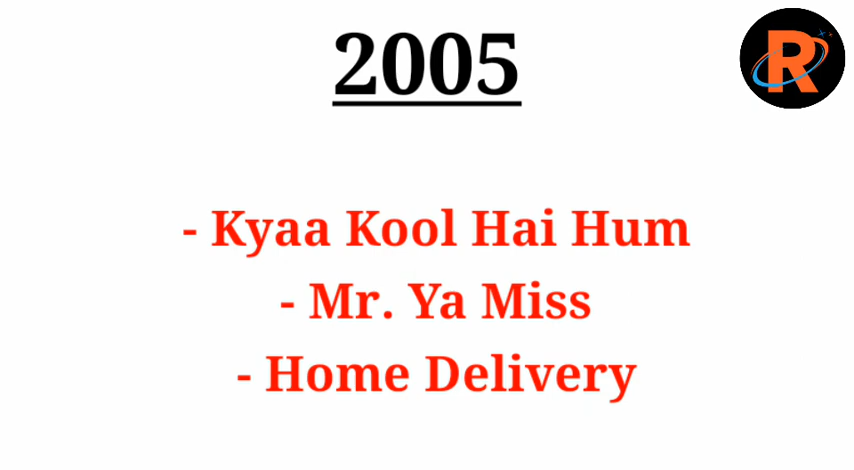 2005
R
- Kyaa Kool Hai Hum
- Mr. Ya Miss
- Home Delivery